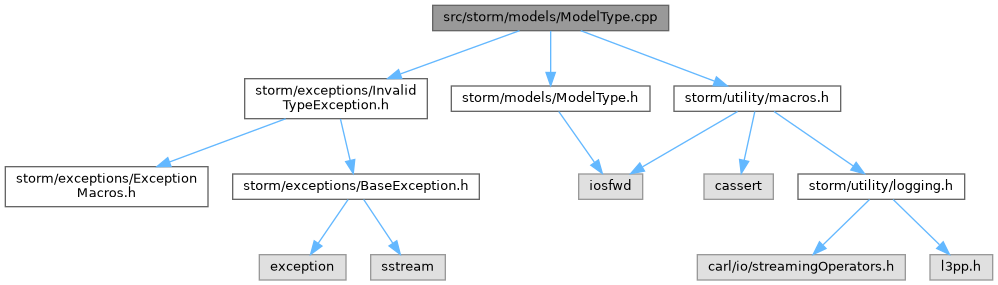 src/storm/models/ModelType.cpp
storm/exceptions/Invalid
TypeException.h
storm/models/ModelType.h
storm/utility/macros.h
storm/exceptions/Exception
Macros.h
storm/exceptions/BaseException.h
iosfwd
cassert
storm/utility/logging.h
exception
sstream
carl/io/streamingOperators.h
l3pp.h